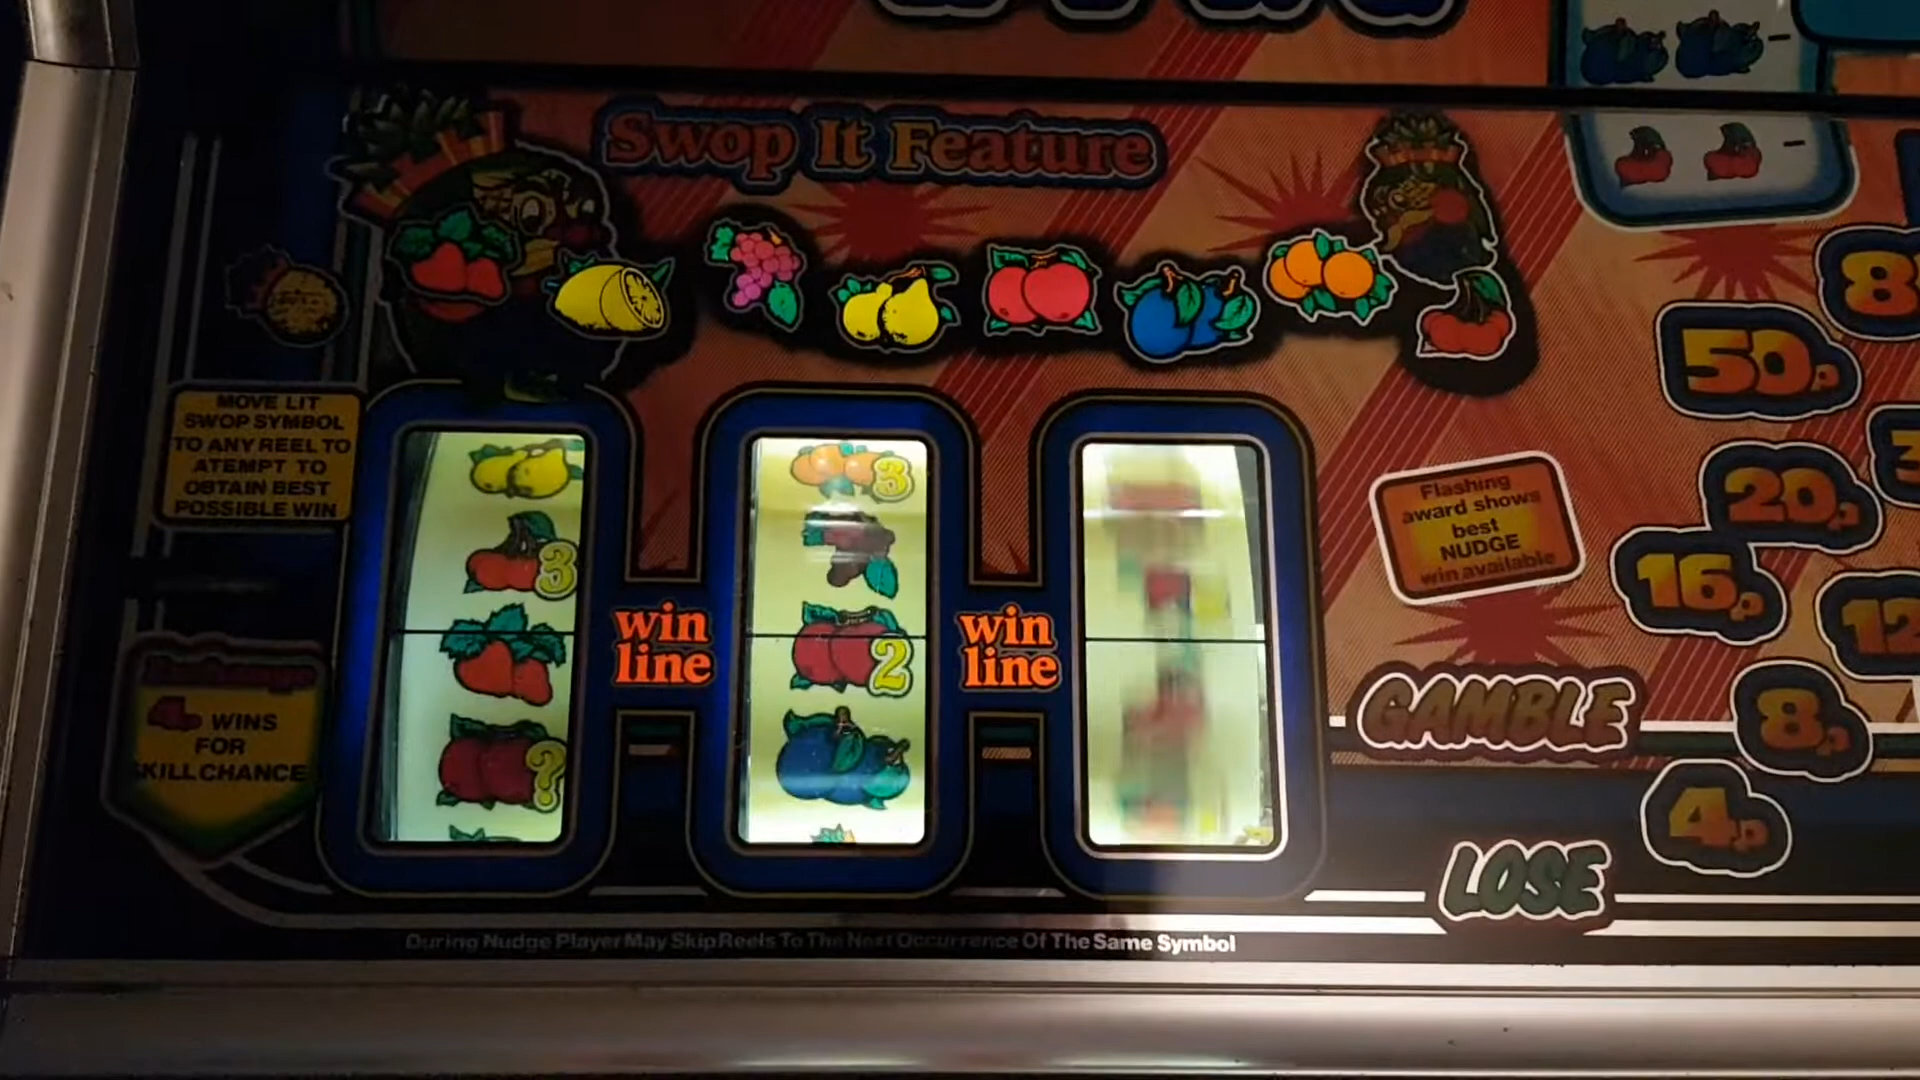 Swop It Feature
MOVE LIT
SWOP SYMBOL
TO ANY REEL TO
ATEMPT TO
OBTAIN BEST
POSSIBLE WIN
3
3
2
?
win
line
win
line
Flashing
award shows
best
NUDGE
win available
50p
20p
16p
12
8p
4p
GAMBLE
LOSE
4p WINS
FOR
SKILL CHANCE
During Nudge Player May Skip Reels To The Next Occurrence Of The Same Symbol